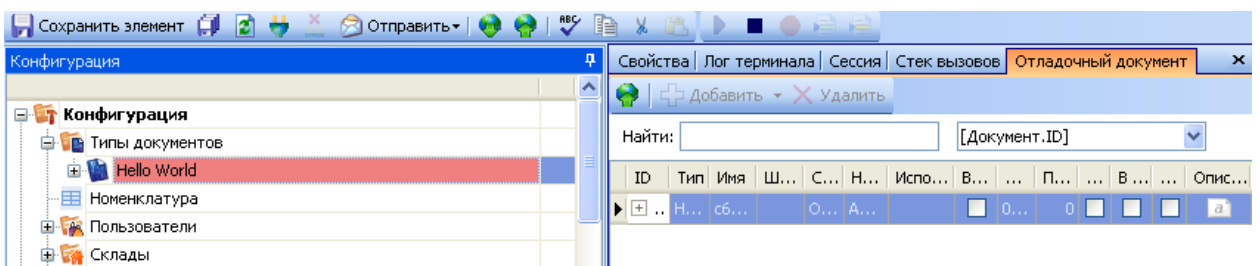 Сохранить элемент Отправить ABC
Конфигурация
Конфигурация
Типы документов
Hello World
Номенклатура
Пользователи
Склады
Свойства Лог терминала Сессия Стек вызовов Отладочный документ
Добавить Удалить
Найти: [Документ.ID]
ID Тип Имя Ш... С... Н... Испо... В... ... П... ... В ... ... Опис...
.. Н... сб... О... А... 0... 0 a